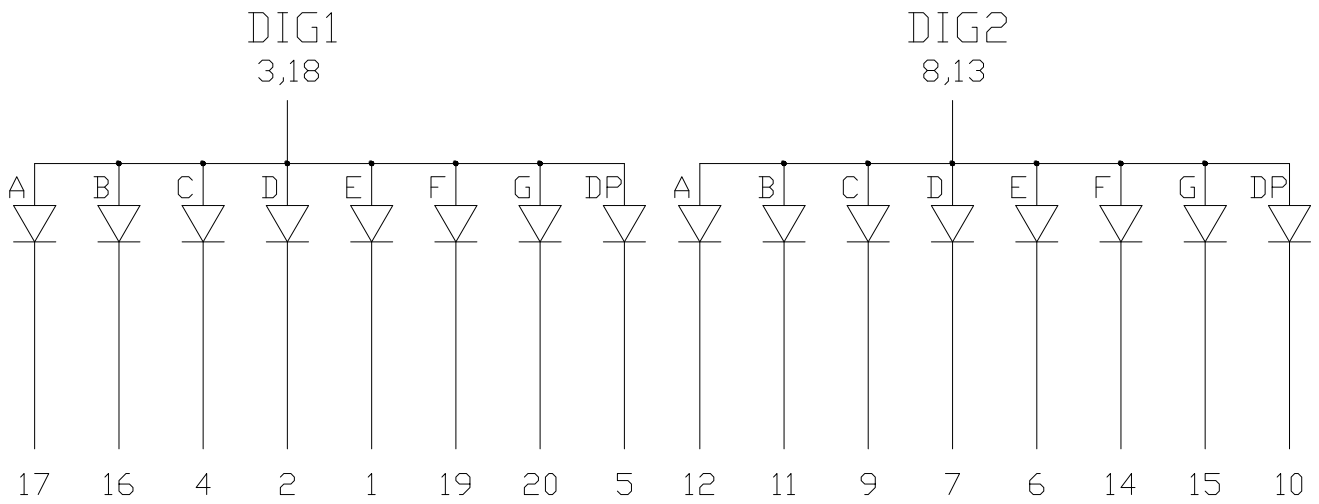 DIG1 DIG2
3,18 8,13
A B C D E F G DP A B C D E F G DP
17 16 4 2 1 19 20 5 12 11 9 7 6 14 15 10